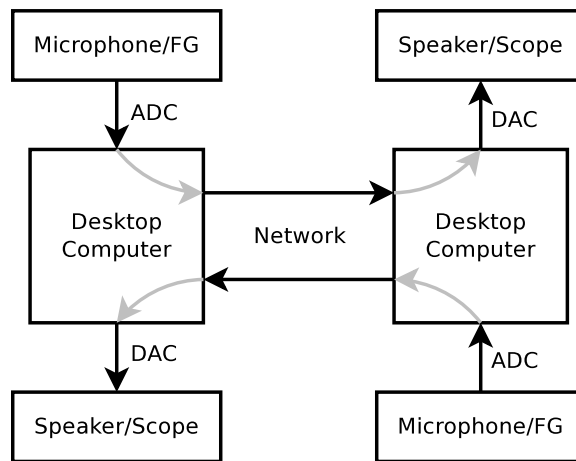 Microphone/FG
Speaker/Scope
ADC
DAC
Desktop
Computer
Network
Desktop
Computer
DAC
ADC
Speaker/Scope
Microphone/FG